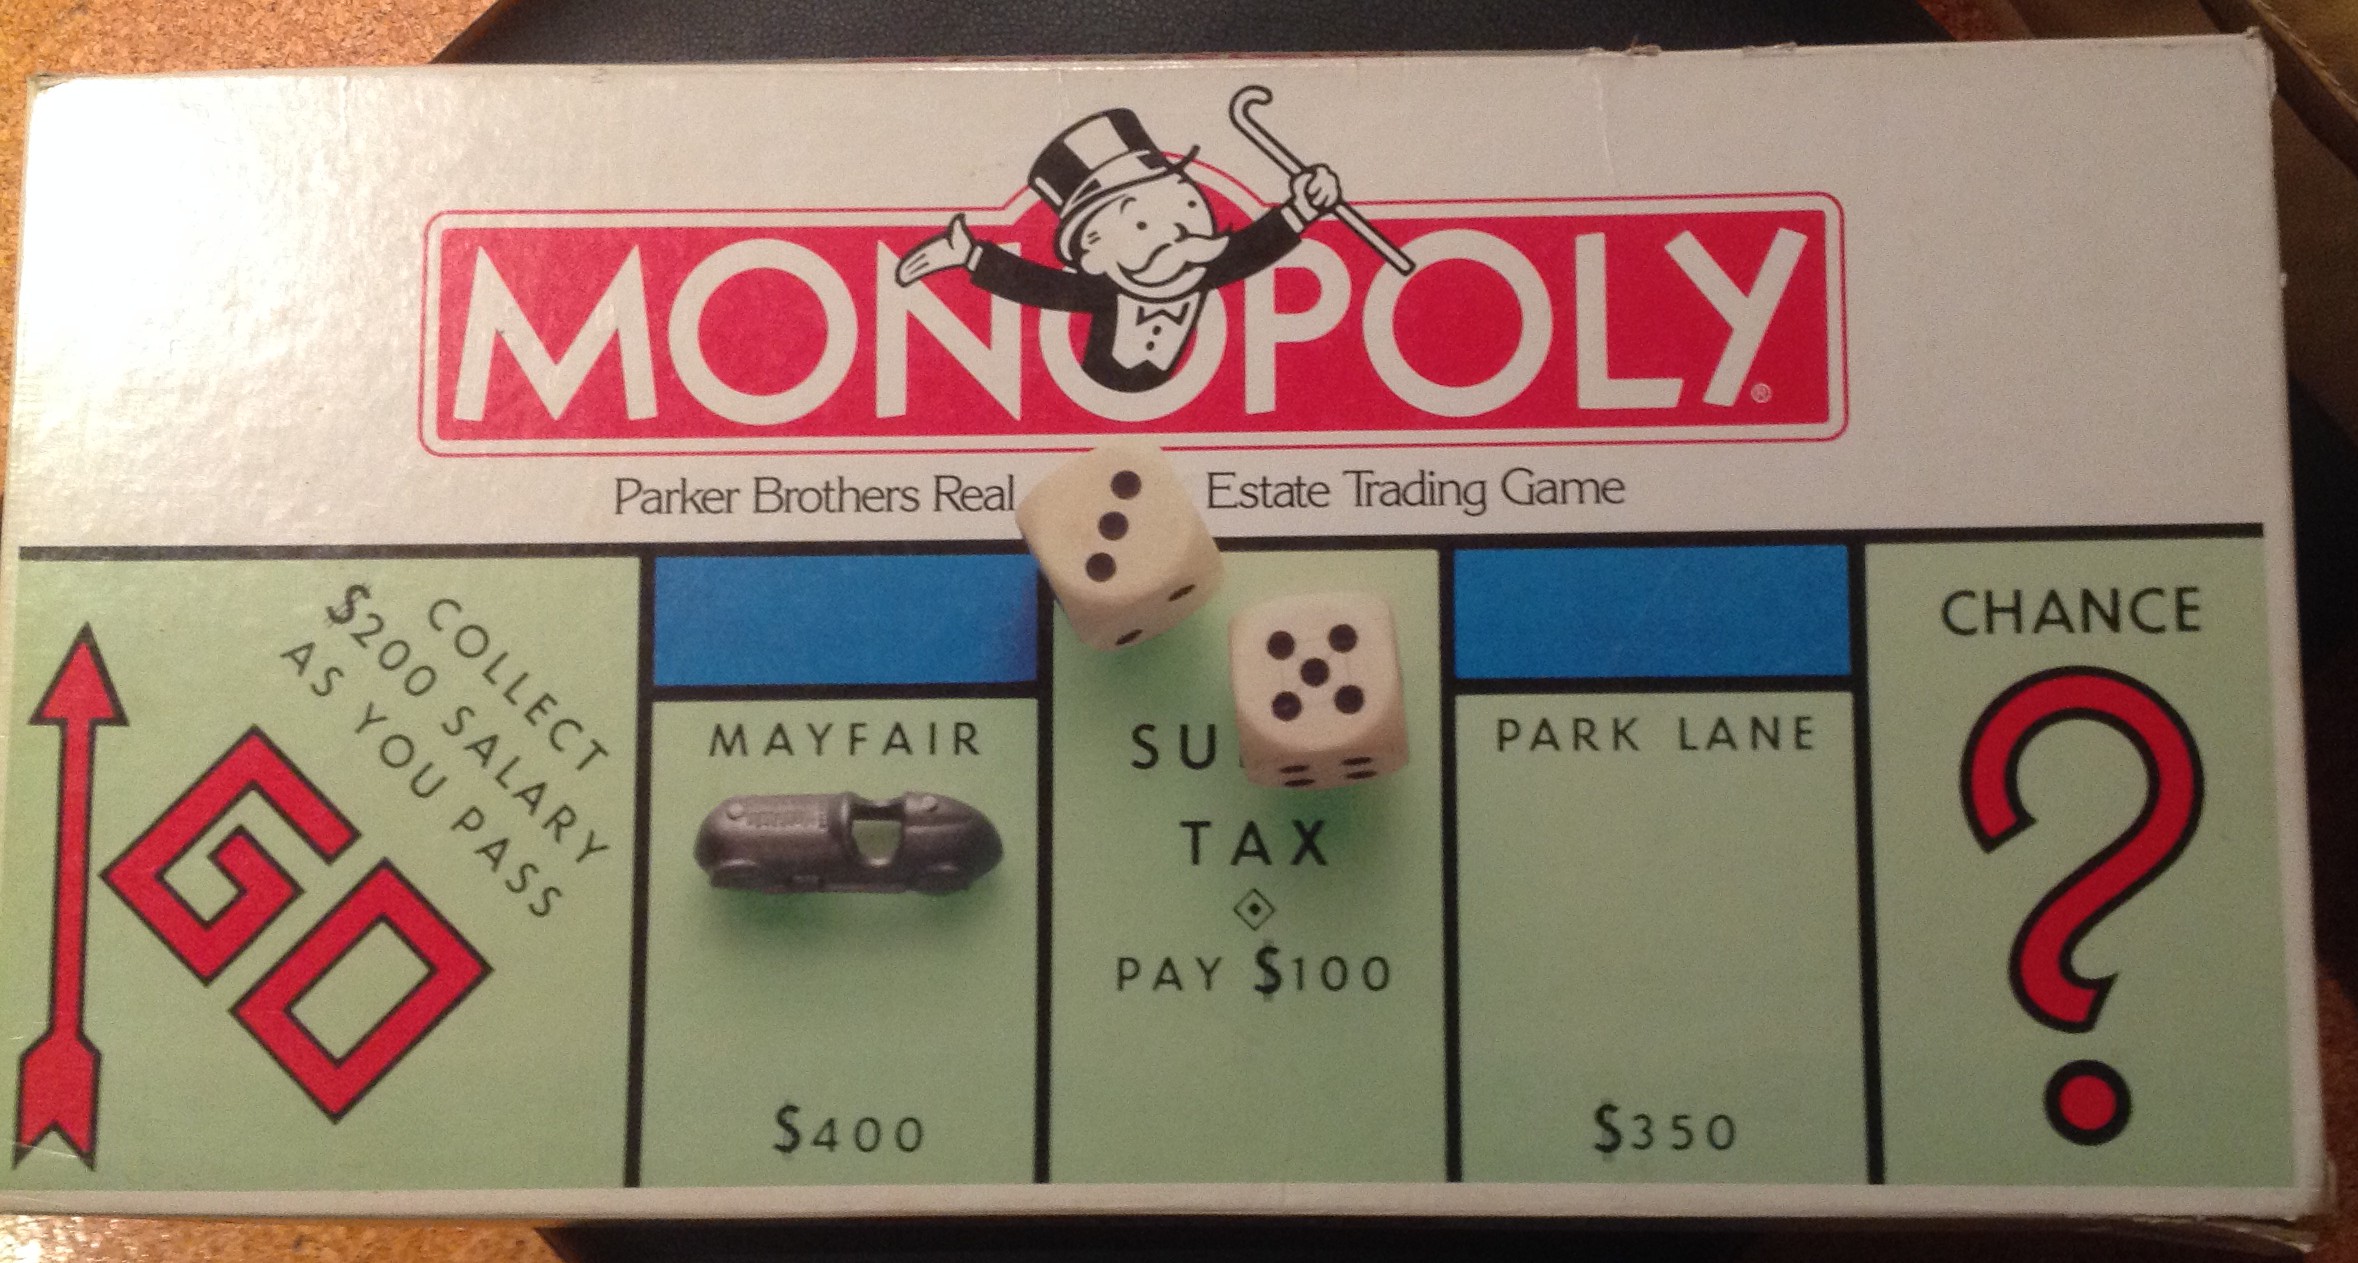 MONOPOLY®
Parker Brothers Real Estate Trading Game
COLLECT
$200 SALARY
AS YOU PASS
GO
MAYFAIR
$400
SU
TAX
PAY $100
PARK LANE
$350
CHANCE
?